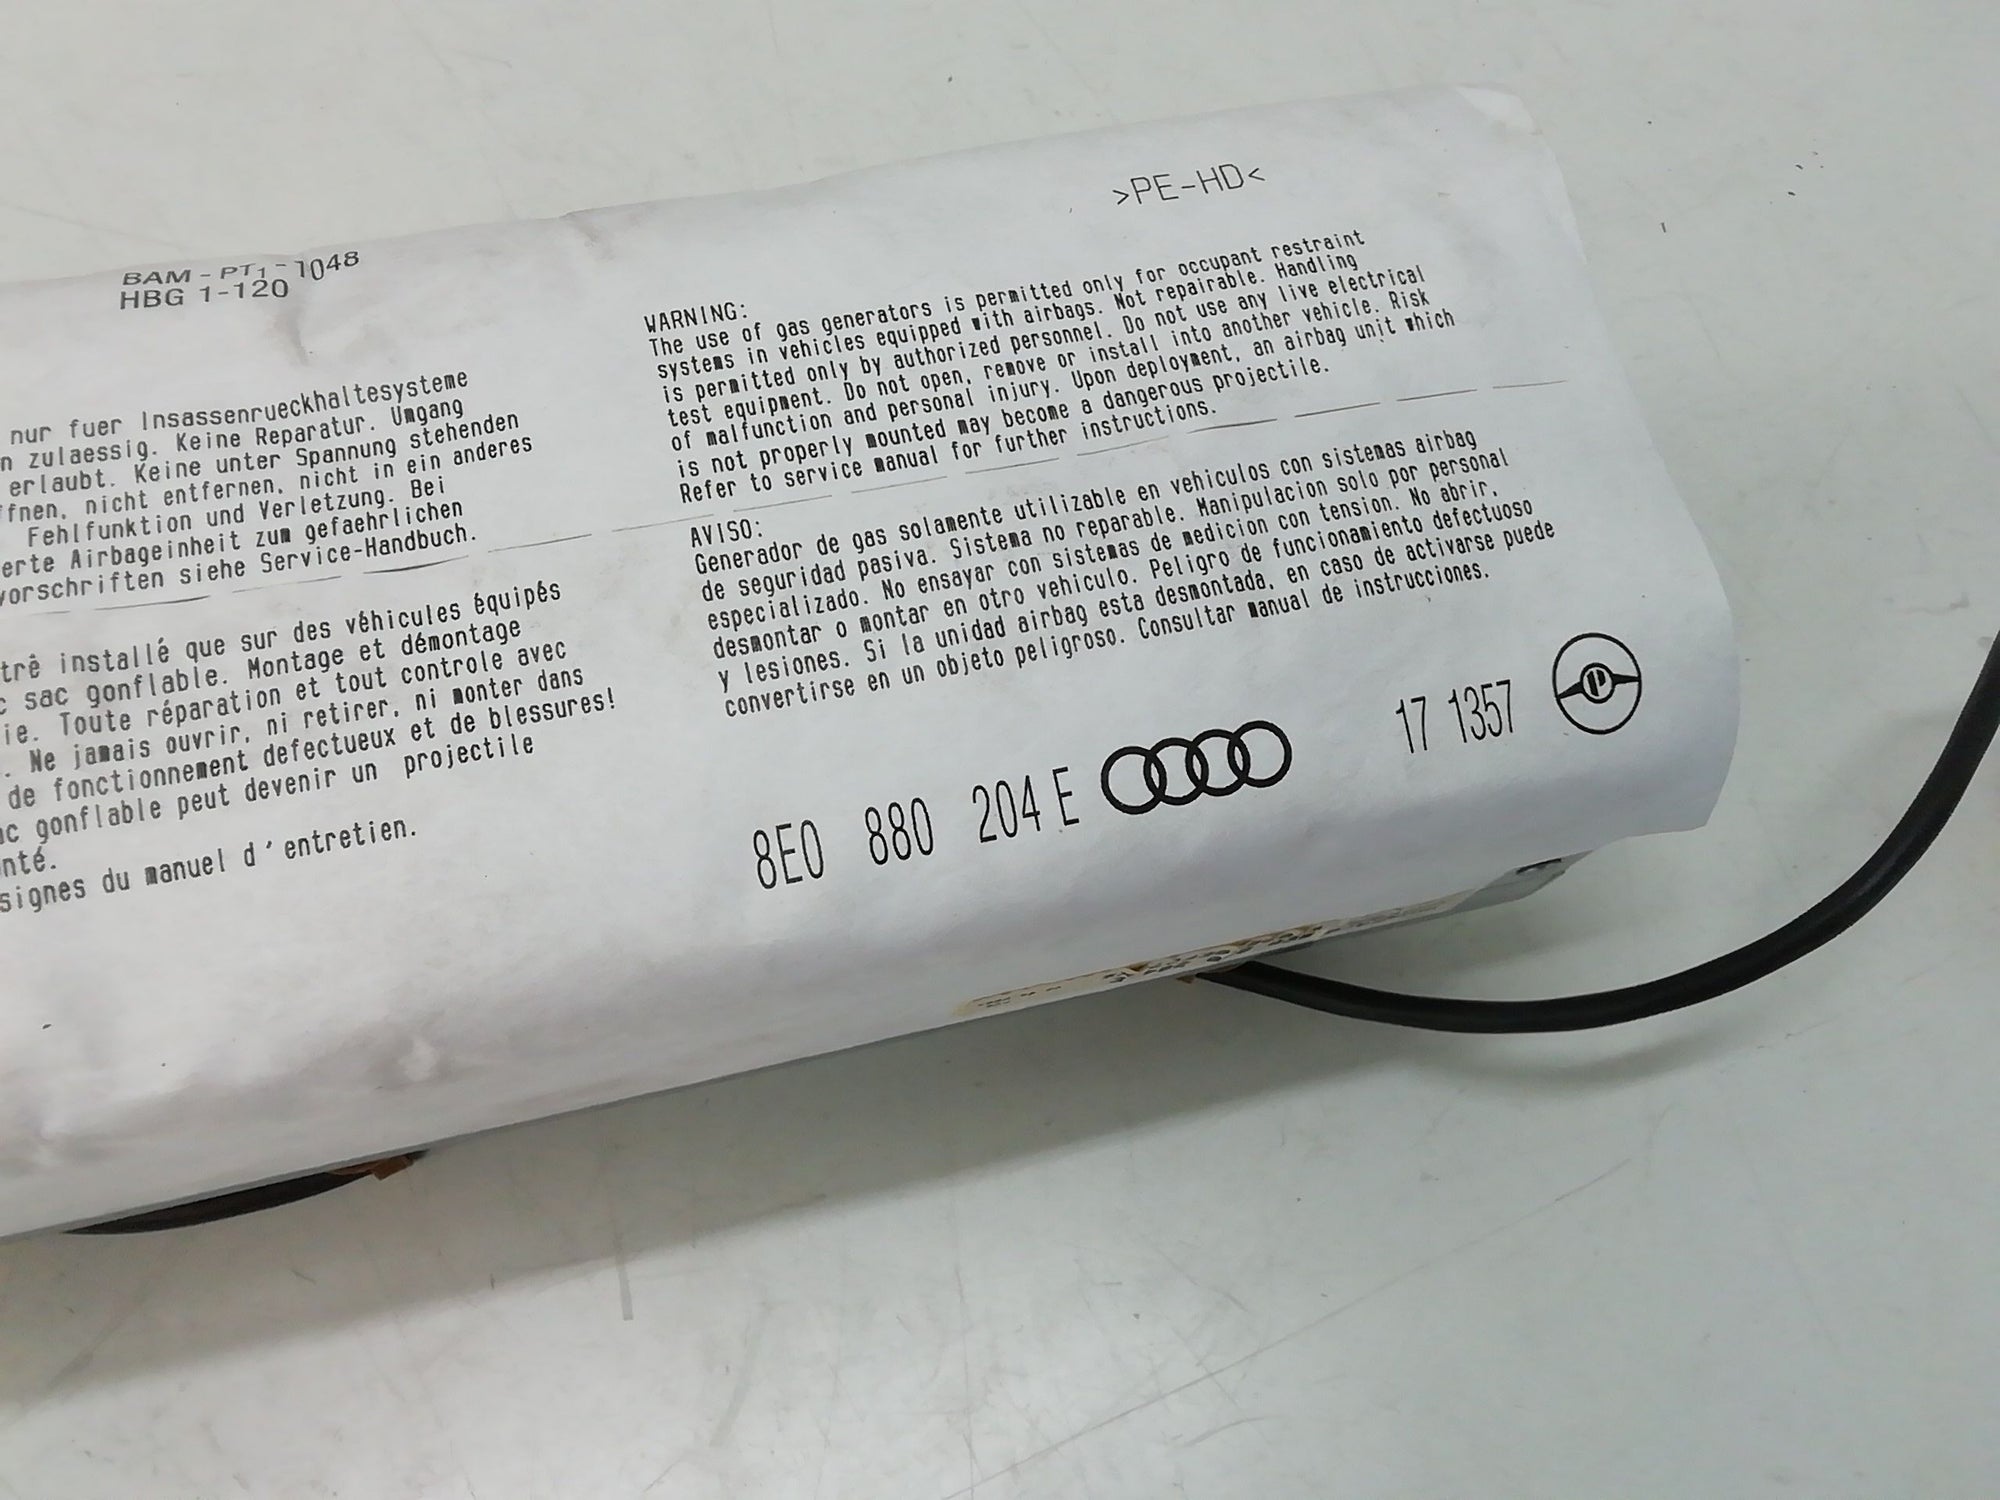 >PE-HD<
BAM-PT1-1048
HBG 1-120
nur fuer Insassenrueckhaltesysteme
zulaessig. Keine Reparatur. Umgang
erlaubt. Keine unter Spannung stehenden
nicht entfernen, nicht in ein anderes
Fehlfunktion und Verletzung. Bei
Airbageinheit zum gefaehrlichen
siehe Service-Handbuch.
installé que sur des véhicules équipés
sac gonflable. Montage et démontage
Toute réparation et tout controle avec
Ne jamais ouvrir, ni retirer, ni monter dans
de fonctionnement defectueux et de blessures!
gonflable peut devenir un projectile
du manuel d'entretien.
WARNING:
The use of gas generators is permitted only for occupant restraint
systems in vehicles equipped with airbags. Not repairable. Handling
is permitted only by authorized personnel. Do not use any live electrical
test equipment. Do not open, remove or install into another vehicle. Risk
of malfunction and personal injury. Upon deployment, an airbag unit which
is not properly mounted may become a dangerous projectile.
Refer to service manual for further instructions.
AVISO:
Generador de gas solamente utilizable en vehiculos con sistemas airbag
de seguridad pasiva. Sistema no reparable. Manipulacion solo por personal
especializado. No ensayar con sistemas de medicion con tension. No abrir,
desmontar o montar en otro vehiculo. Peligro de funcionamiento defectuoso
y lesiones. Si la unidad airbag esta desmontada, en caso de activarse puede
convertirse en un objeto peligroso. Consultar manual de instrucciones.
8E0 880 204 E
17 1357
P